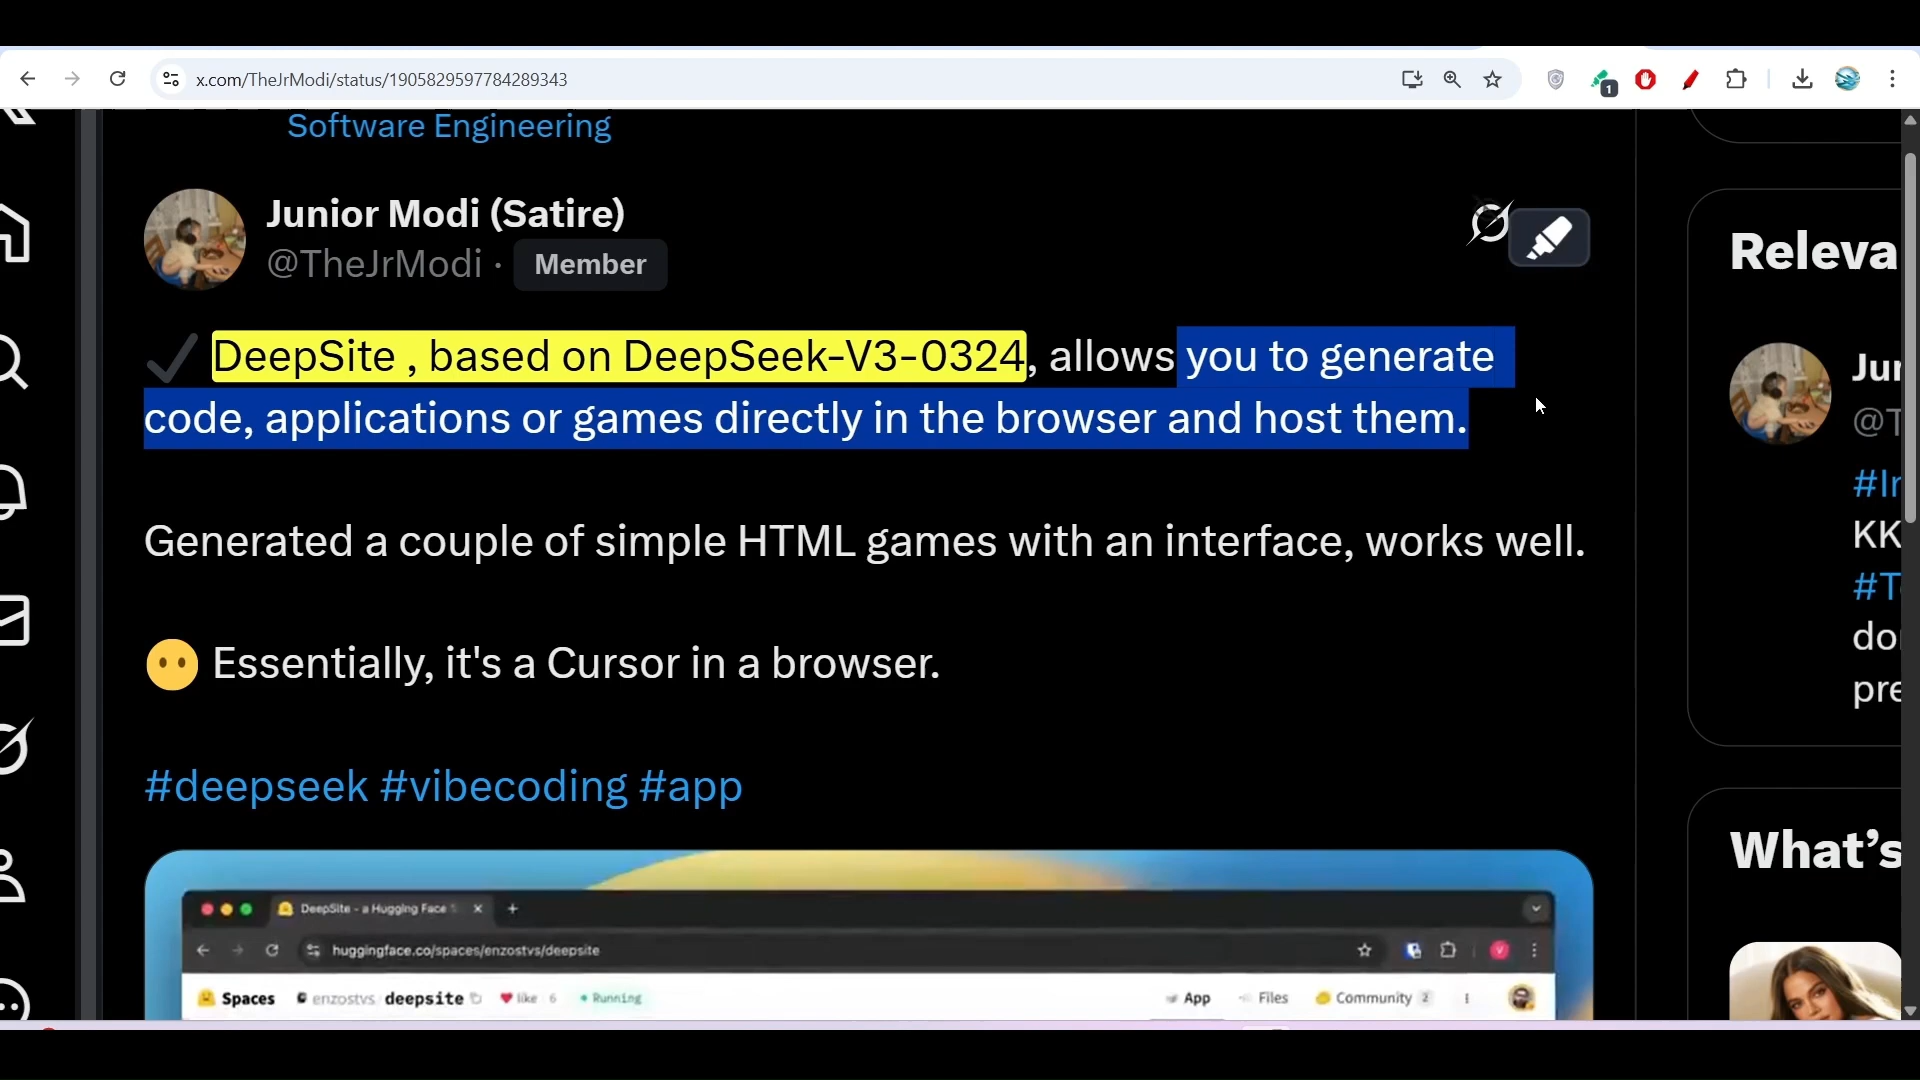 x.com/TheJrModi/status/1905829597784289343
1
Software Engineering
Junior Modi (Satire)
@TheJrModi · Member
DeepSite , based on DeepSeek-V3-0324, allows you to generate
code, applications or games directly in the browser and host them.
Generated a couple of simple HTML games with an interface, works well.
Essentially, it's a Cursor in a browser.
#deepseek #vibecoding #app
DeepSite - a Hugging Face
huggingface.co/spaces/enzostvs/deepsite
Spaces enzostvs deepsite like 6 Running App Files Community 2
Releva
Jur
@T
#In
KK
#T
do
pre
What's